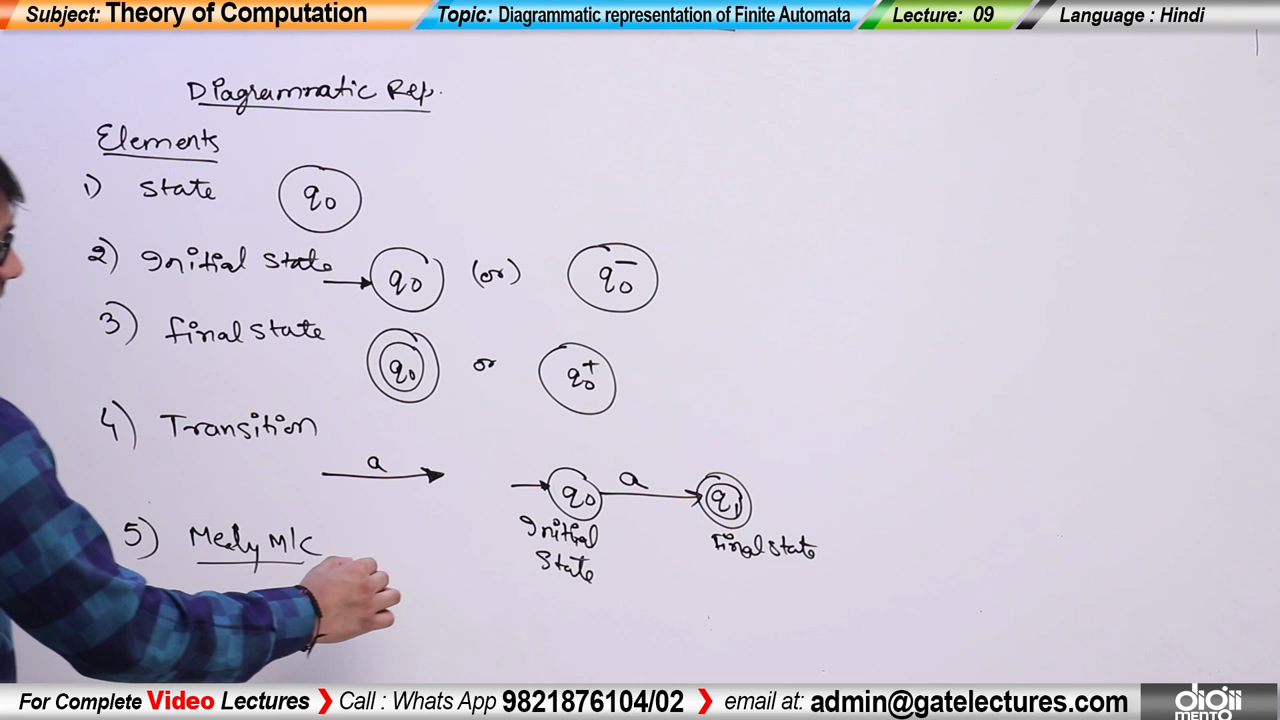 Subject: Theory of Computation
Topic: Diagrammatic representation of Finite Automata
Lecture: 09
Language : Hindi
Diagrammatic Rep.
Elements
1) State q0
2) Initial State q0 (or) q0-
3) final state q0 or q0+
4) Transition
a
q0 a q1
Initial State
Final state
5) Mealy M/C
For Complete Video Lectures ❯ Call : Whats App 9821876104/02 ❯ email at: admin@gatelectures.com
digii
MENTO